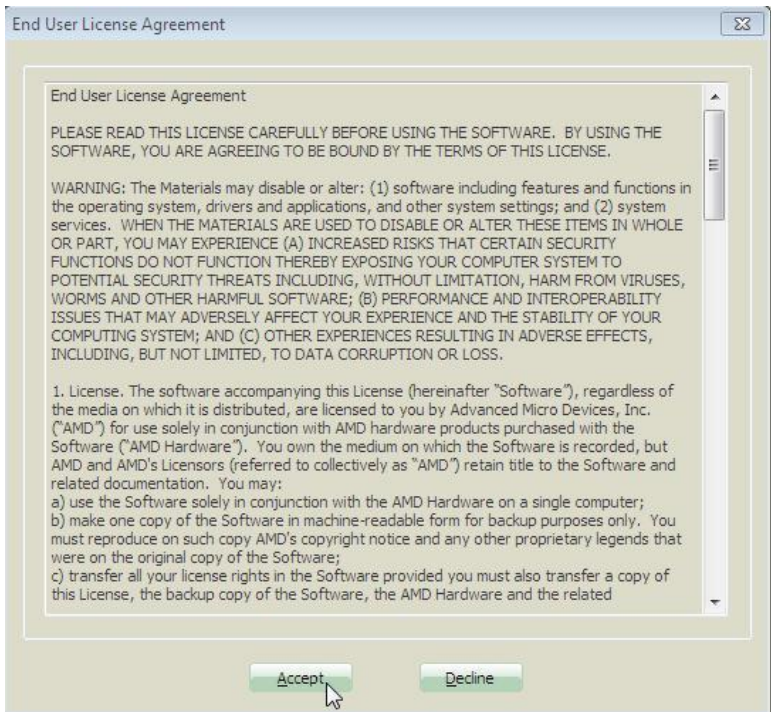 End User License Agreement
End User License Agreement
PLEASE READ THIS LICENSE CAREFULLY BEFORE USING THE SOFTWARE.  BY USING THE
SOFTWARE, YOU ARE AGREEING TO BE BOUND BY THE TERMS OF THIS LICENSE.
WARNING: The Materials may disable or alter: (1) software including features and functions in
the operating system, drivers and applications, and other system settings; and (2) system
services.  WHEN THE MATERIALS ARE USED TO DISABLE OR ALTER THESE ITEMS IN WHOLE
OR PART, YOU MAY EXPERIENCE (A) INCREASED RISKS THAT CERTAIN SECURITY
FUNCTIONS DO NOT FUNCTION THEREBY EXPOSING YOUR COMPUTER SYSTEM TO
POTENTIAL SECURITY THREATS INCLUDING, WITHOUT LIMITATION, HARM FROM VIRUSES,
WORMS AND OTHER HARMFUL SOFTWARE; (B) PERFORMANCE AND INTEROPERABILITY
ISSUES THAT MAY ADVERSELY AFFECT YOUR EXPERIENCE AND THE STABILITY OF YOUR
COMPUTING SYSTEM; AND (C) OTHER EXPERIENCES RESULTING IN ADVERSE EFFECTS,
INCLUDING, BUT NOT LIMITED, TO DATA CORRUPTION OR LOSS.
1. License. The software accompanying this License (hereinafter "Software"), regardless of
the media on which it is distributed, are licensed to you by Advanced Micro Devices, Inc.
("AMD") for use solely in conjunction with AMD hardware products purchased with the
Software ("AMD Hardware").  You own the medium on which the Software is recorded, but
AMD and AMD's Licensors (referred to collectively as "AMD") retain title to the Software and
related documentation.  You may:
a) use the Software solely in conjunction with the AMD Hardware on a single computer;
b) make one copy of the Software in machine-readable form for backup purposes only.  You
must reproduce on such copy AMD's copyright notice and any other proprietary legends that
were on the original copy of the Software;
c) transfer all your license rights in the Software provided you must also transfer a copy of
this License, the backup copy of the Software, the AMD Hardware and the related
Accept
Decline